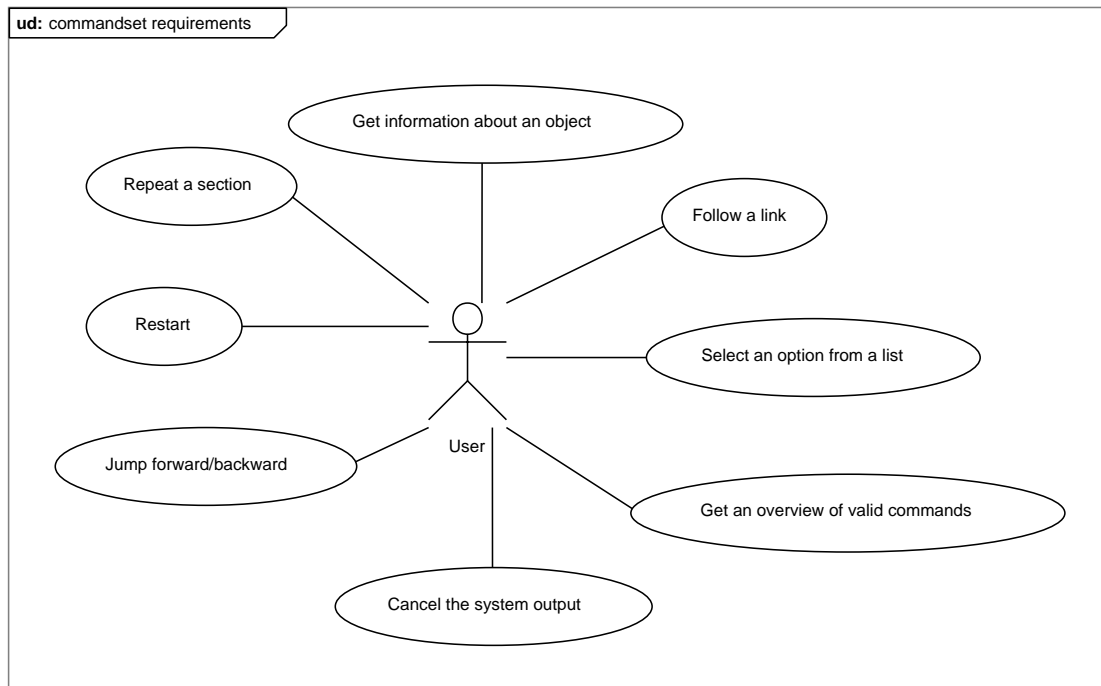 ud: commandset requirements
Get information about an object
Repeat a section
Follow a link
Restart
Select an option from a list
User
Jump forward/backward
Get an overview of valid commands
Cancel the system output